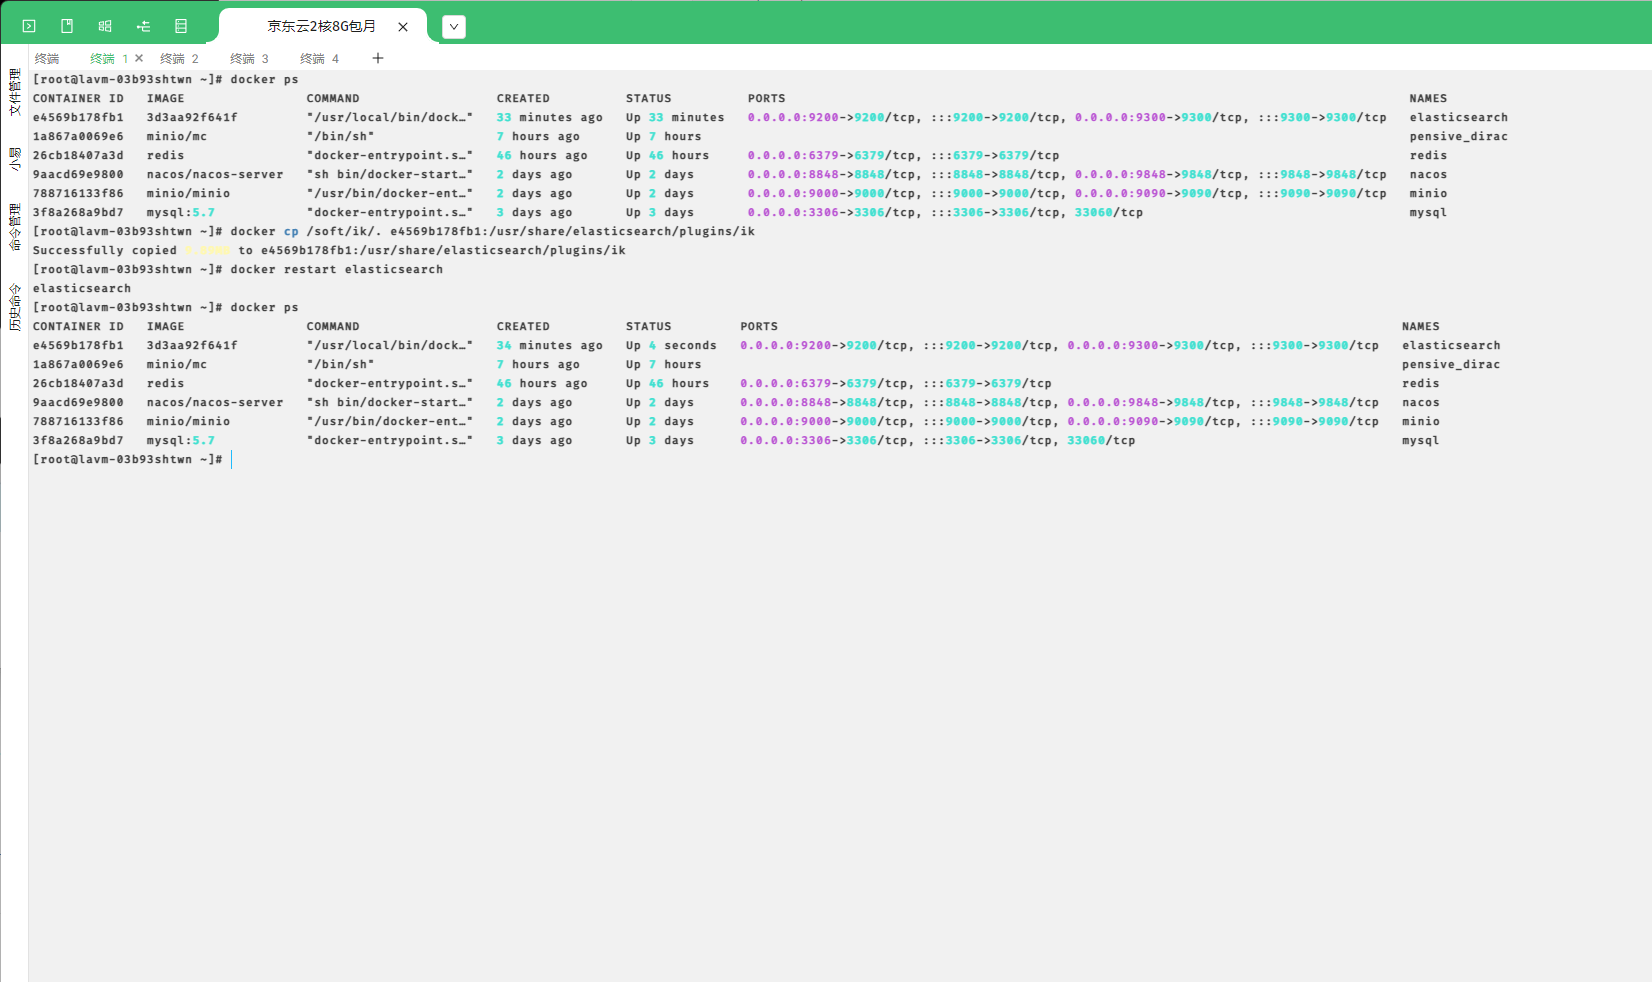 京东云2核8G包月
终端 终端 1 终端 2 终端 3 终端 4
文件管理
小易
命令管理
历史命令
[root@lavm-03b93shtwn ~]# docker ps
CONTAINER ID IMAGE COMMAND CREATED STATUS PORTS NAMES
e4569b178fb1 3d3aa92f641f "/usr/local/bin/dock…" 33 minutes ago Up 33 minutes 0.0.0.0:9200->9200/tcp, :::9200->9200/tcp, 0.0.0.0:9300->9300/tcp, :::9300->9300/tcp elasticsearch
1a867a0069e6 minio/mc "/bin/sh" 7 hours ago Up 7 hours pensive_dirac
26cb18407a3d redis "docker-entrypoint.s…" 46 hours ago Up 46 hours 0.0.0.0:6379->6379/tcp, :::6379->6379/tcp redis
9aacd69e9800 nacos/nacos-server "sh bin/docker-start…" 2 days ago Up 2 days 0.0.0.0:8848->8848/tcp, :::8848->8848/tcp, 0.0.0.0:9848->9848/tcp, :::9848->9848/tcp nacos
788716133f86 minio/minio "/usr/bin/docker-ent…" 2 days ago Up 2 days 0.0.0.0:9000->9000/tcp, :::9000->9000/tcp, 0.0.0.0:9090->9090/tcp, :::9090->9090/tcp minio
3f8a268a9bd7 mysql:5.7 "docker-entrypoint.s…" 3 days ago Up 3 days 0.0.0.0:3306->3306/tcp, :::3306->3306/tcp, 33060/tcp mysql
[root@lavm-03b93shtwn ~]# docker cp /soft/ik/. e4569b178fb1:/usr/share/elasticsearch/plugins/ik
Successfully copied to e4569b178fb1:/usr/share/elasticsearch/plugins/ik
[root@lavm-03b93shtwn ~]# docker restart elasticsearch
elasticsearch
[root@lavm-03b93shtwn ~]# docker ps
CONTAINER ID IMAGE COMMAND CREATED STATUS PORTS NAMES
e4569b178fb1 3d3aa92f641f "/usr/local/bin/dock…" 34 minutes ago Up 4 seconds 0.0.0.0:9200->9200/tcp, :::9200->9200/tcp, 0.0.0.0:9300->9300/tcp, :::9300->9300/tcp elasticsearch
1a867a0069e6 minio/mc "/bin/sh" 7 hours ago Up 7 hours pensive_dirac
26cb18407a3d redis "docker-entrypoint.s…" 46 hours ago Up 46 hours 0.0.0.0:6379->6379/tcp, :::6379->6379/tcp redis
9aacd69e9800 nacos/nacos-server "sh bin/docker-start…" 2 days ago Up 2 days 0.0.0.0:8848->8848/tcp, :::8848->8848/tcp, 0.0.0.0:9848->9848/tcp, :::9848->9848/tcp nacos
788716133f86 minio/minio "/usr/bin/docker-ent…" 2 days ago Up 2 days 0.0.0.0:9000->9000/tcp, :::9000->9000/tcp, 0.0.0.0:9090->9090/tcp, :::9090->9090/tcp minio
3f8a268a9bd7 mysql:5.7 "docker-entrypoint.s…" 3 days ago Up 3 days 0.0.0.0:3306->3306/tcp, :::3306->3306/tcp, 33060/tcp mysql
[root@lavm-03b93shtwn ~]#